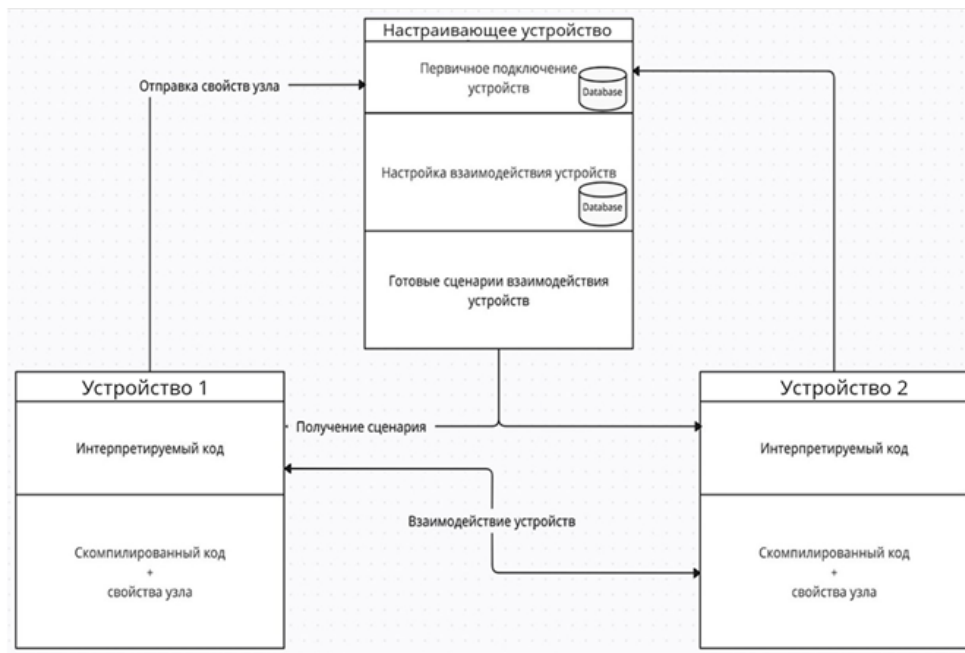 Настраивающее устройство
Первичное подключение
устройств
Database
Отправка свойств узла
Настройка взаимодействия устройств
Database
Готовые сценарии взаимодействия
устройств
Устройство 1
Интерпретируемый код
Скомпилированный код
+
свойства узла
Получение сценария
Взаимодействие устройств
Устройство 2
Интерпретируемый код
Скомпилированный код
+
свойства узла